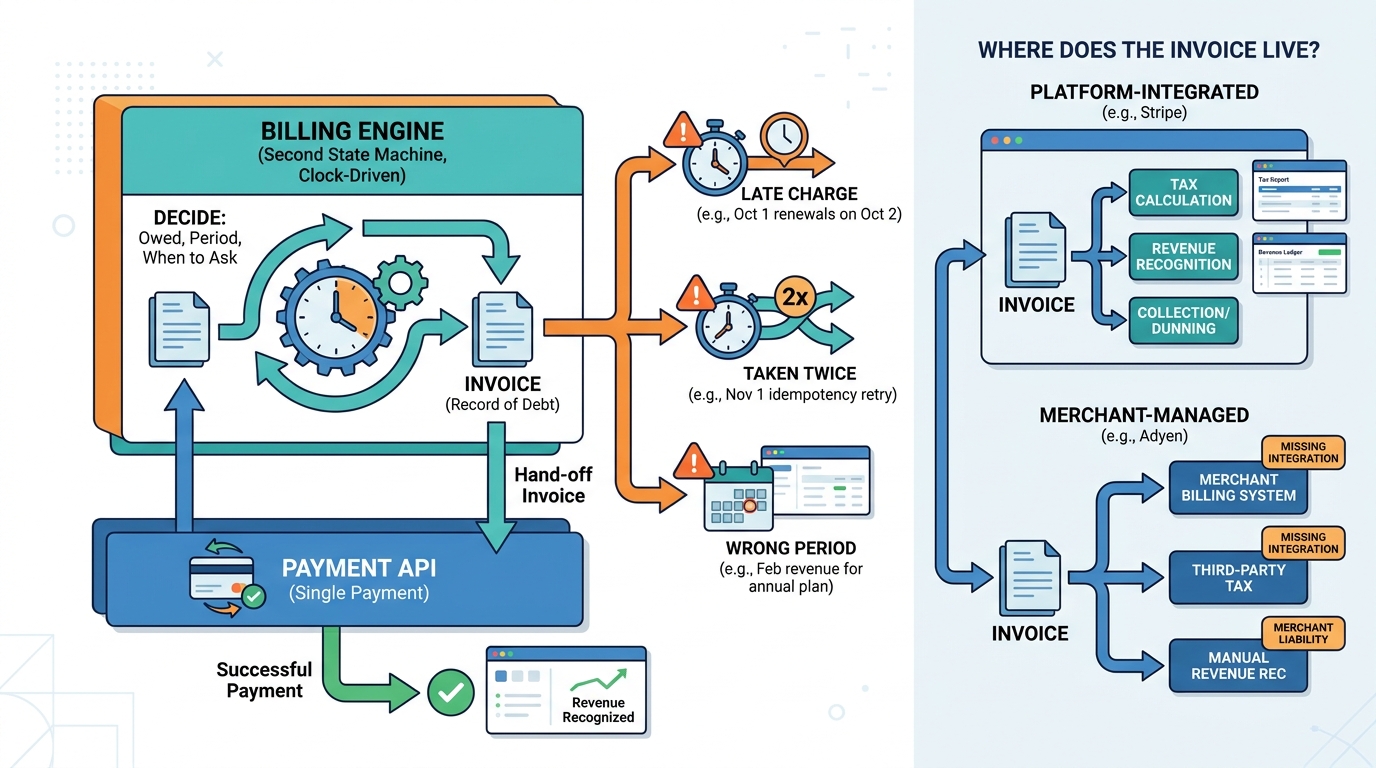 BILLING ENGINE
(Second State Machine,
Clock-Driven)
DECIDE:
Owed, Period,
When to Ask
INVOICE
(Record of Debt)
Hand-off
Invoice
PAYMENT API
(Single Payment)
Successful
Payment
Revenue
Recognized
LATE CHARGE
(e.g., Oct 1 renewals on Oct 2)
2x
TAKEN TWICE
(e.g., Nov 1 idempotency retry)
WRONG PERIOD
(e.g., Feb revenue for
annual plan)
WHERE DOES THE INVOICE LIVE?
PLATFORM-INTEGRATED
(e.g., Stripe)
INVOICE
TAX
CALCULATION
REVENUE
RECOGNITION
COLLECTION/
DUNNING
MERCHANT-MANAGED
(e.g., Adyen)
INVOICE
MISSING
INTEGRATION
MERCHANT
BILLING SYSTEM
MISSING
INTEGRATION
THIRD-PARTY
TAX
MERCHANT
LIABILITY
MANUAL
REVENUE REC